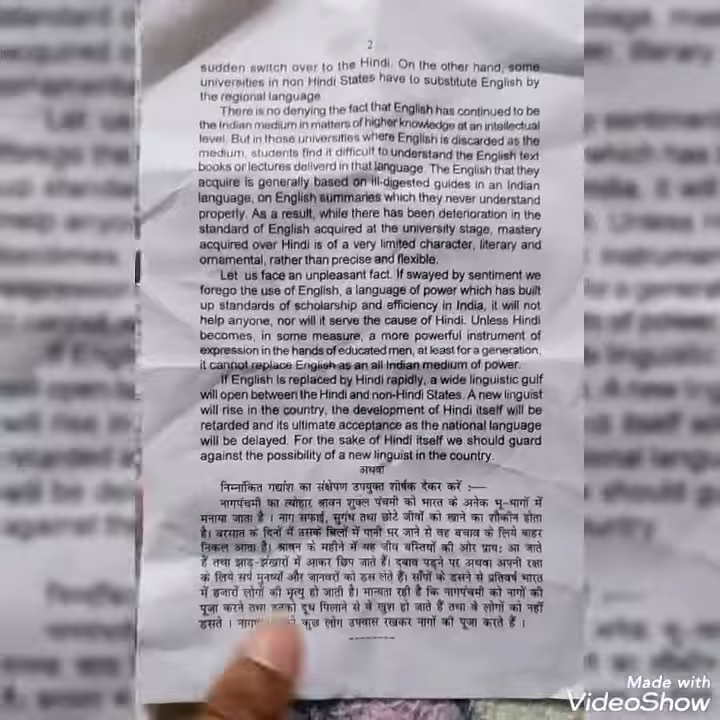 2
sudden switch over to the Hindi. On the other hand, some
universities in non Hindi States have to substitute English by
the regional language.
There is no denying the fact that English has continued to be
the Indian medium in matters of higher knowledge at an intellectual
level. But in those universities where English is discarded as the
medium, students find it difficult to understand the English text
books or lectures deliverd in that language. The English that they
acquire is generally based on ill-digested guides in an Indian
language, on English summaries which they never understand
properly. As a result, while there has been deterioration in the
standard of English acquired at the university stage, mastery
acquired over Hindi is of a very limited character, literary and
ornamental, rather than precise and flexible.
Let us face an unpleasant fact. If swayed by sentiment we
forego the use of English, a language of power which has built
up standards of scholarship and efficiency in India, it will not
help anyone, nor will it serve the cause of Hindi. Unless Hindi
becomes, in some measure, a more powerful instrument of
expression in the hands of educated men, at least for a generation,
it cannot replace English as an all Indian medium of power.
If English is replaced by Hindi rapidly, a wide linguistic gulf
will open between the Hindi and non-Hindi States. A new linguist
will rise in the country, the development of Hindi itself will be
retarded and its ultimate acceptance as the national language
will be delayed. For the sake of Hindi itself we should guard
against the possibility of a new linguist in the country.
अथवा
निम्नांकित गद्यांश का संक्षेपण उपयुक्त शीर्षक देकर करें :—
नागपंचमी का त्योहार श्रावन शुक्ल पंचमी को भारत के अनेक भू-भागों में
मनाया जाता है । नाग सफाई, सुगंध तथा छोटे जीवों को खाने का शौकीन होता
है। बरसात के दिनों में उसके बिलों में पानी भर जाने से वह बचाव के लिये बाहर
निकल आता है। श्रावन के महीने में यह जीव बस्तियों की ओर प्रायः आ जाते
हैं तथा झाड़-झंखारों में आकर छिप जाते हैं। दबाव पड़ने पर अथवा अपनी रक्षा
के लिये सर्प मनुष्यों और जानवरों को डस लेते हैं। साँपों के डसने से प्रतिवर्ष भारत
में हजारों लोगों की मृत्यु हो जाती है। मान्यता रही है कि नागपंचमी को नागों की
पूजा करने तथा इनको दूध पिलाने से वे खुश हो जाते हैं तथा वे लोगों को नहीं
डसते । कुछ लोग उपवास रखकर नागों की पूजा करते हैं ।
Made with
VideoShow